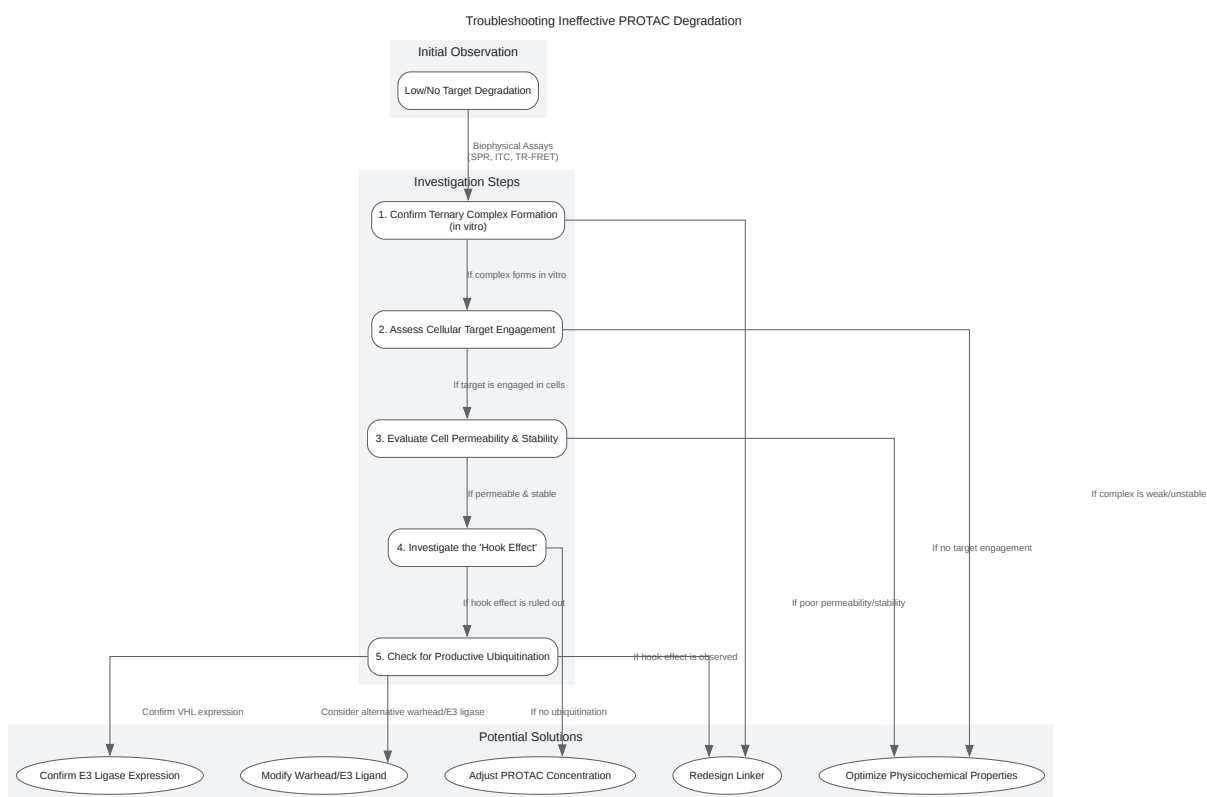 Troubleshooting Ineffective PROTAC Degradation
Initial Observation
Low/No Target Degradation
Biophysical Assays
(SPR, ITC, TR-FRET)
Investigation Steps
1. Confirm Ternary Complex Formation
(in vitro)
If complex forms in vitro
2. Assess Cellular Target Engagement
If target is engaged in cells
3. Evaluate Cell Permeability & Stability
If permeable & stable
If complex is weak/unstable
4. Investigate the 'Hook Effect'
If no target engagement
If hook effect is ruled out
If poor permeability/stability
5. Check for Productive Ubiquitination
If hook effect is observed
Confirm VHL expression
Consider alternative warhead/E3 ligase
If no ubiquitination
Potential Solutions
Confirm E3 Ligase Expression
Modify Warhead/E3 Ligand
Adjust PROTAC Concentration
Redesign Linker
Optimize Physicochemical Properties